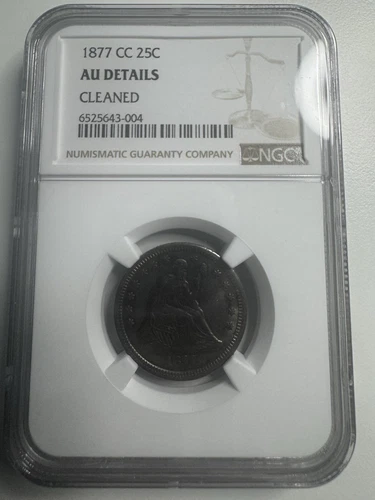 1877 CC 25C
AU DETAILS
CLEANED
6525643-004
NUMISMATIC GUARANTY COMPANY
NGC